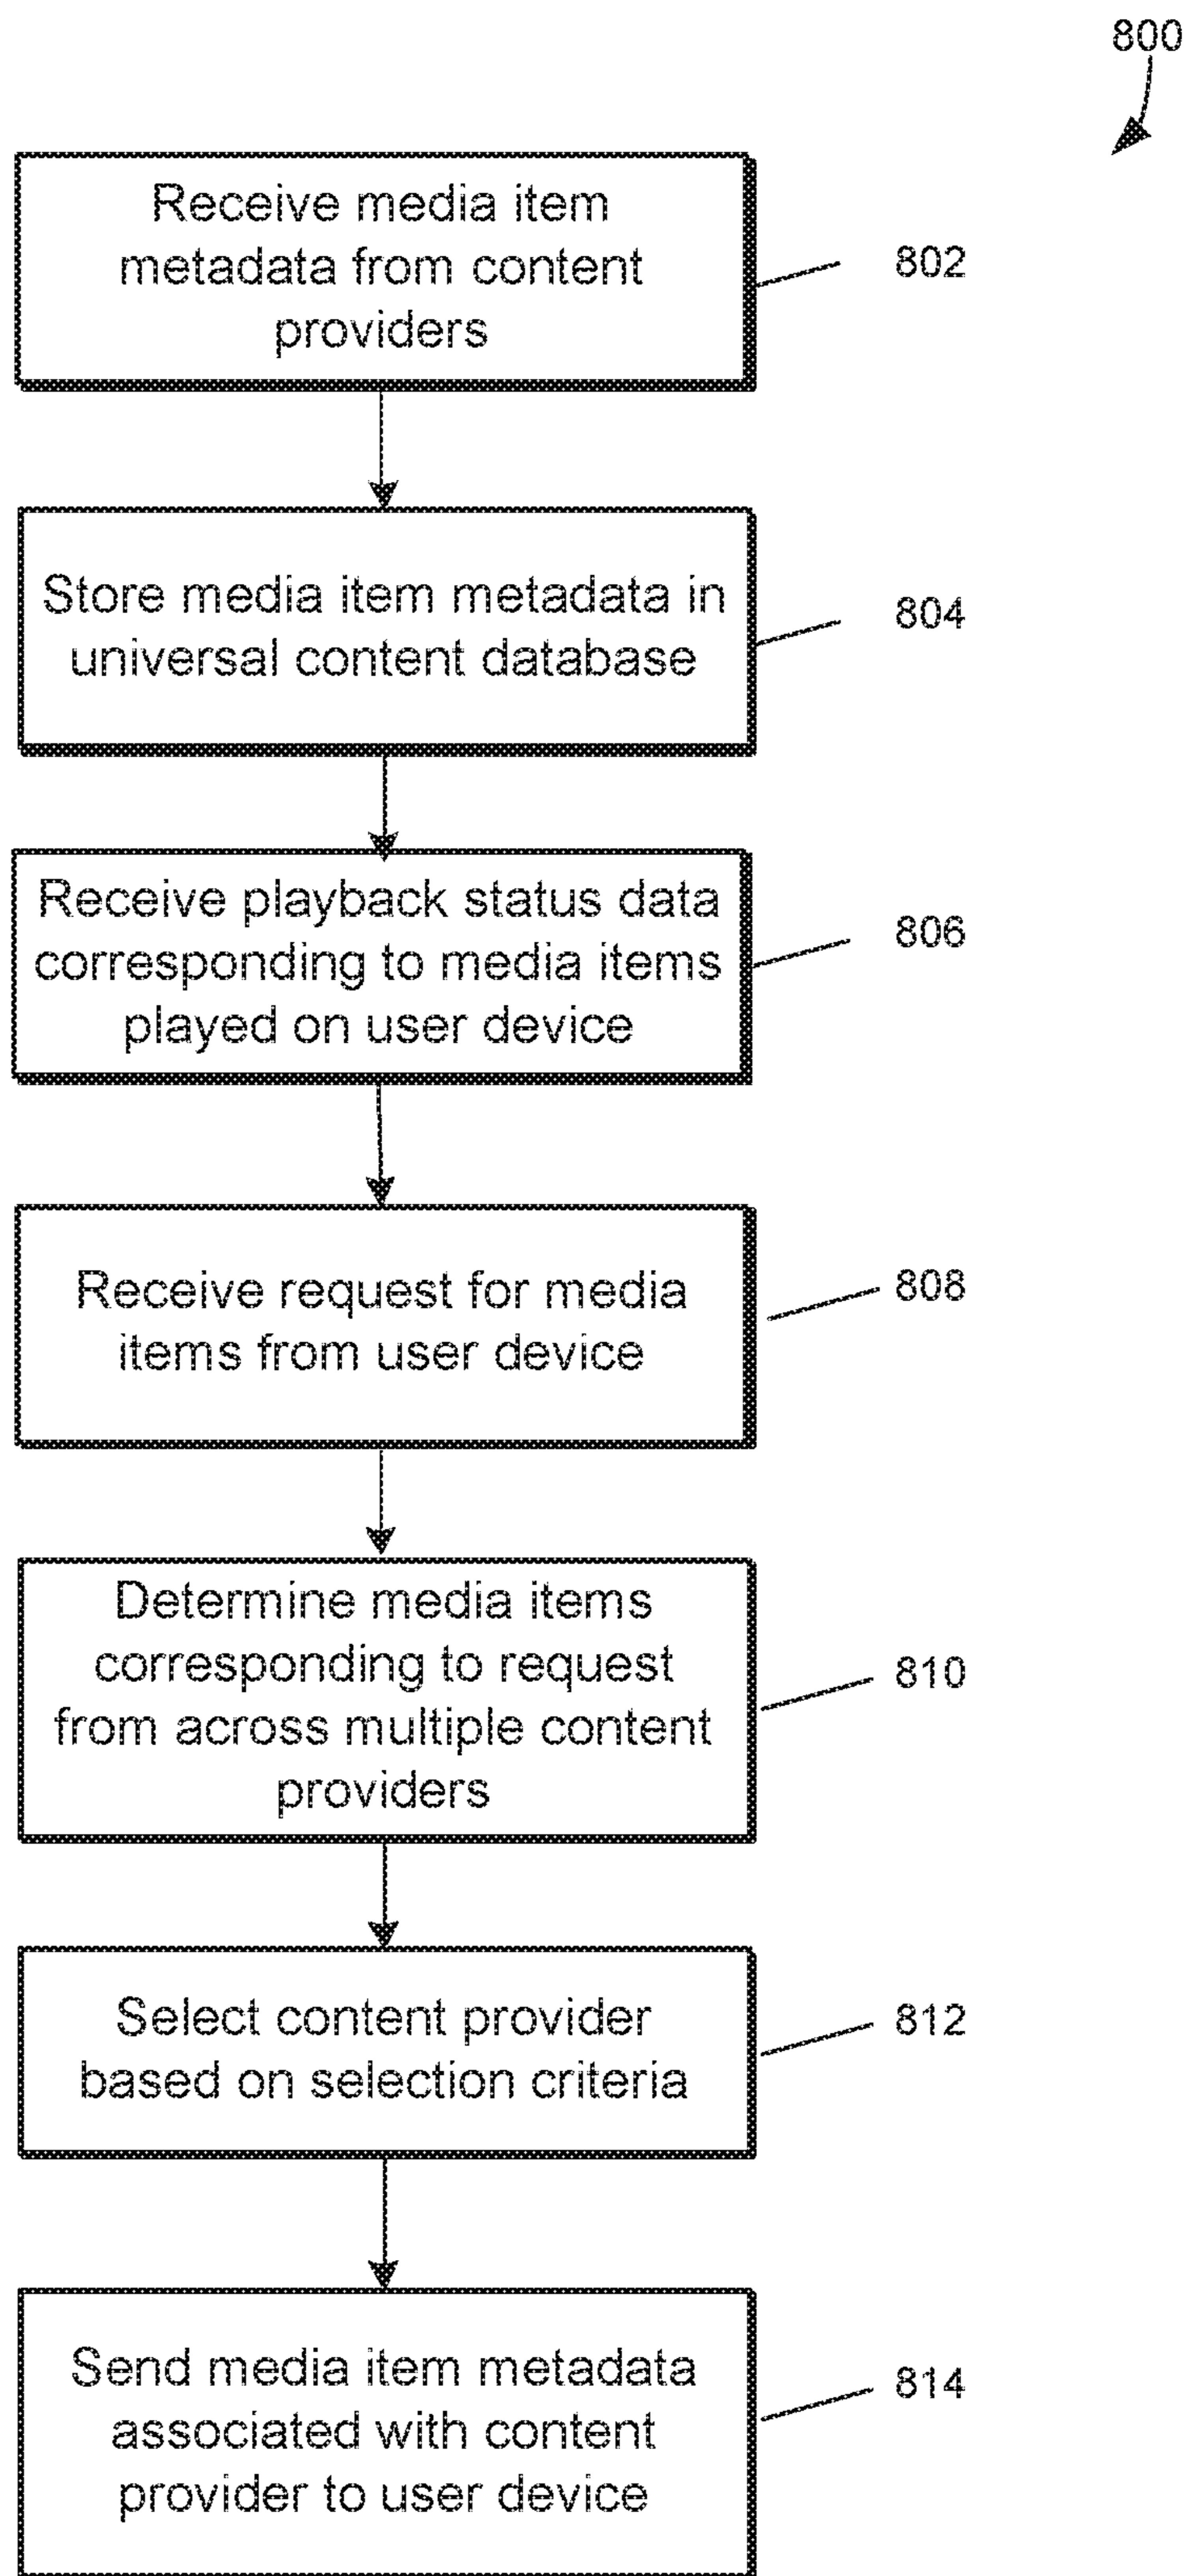 800
Receive media item
metadata from content
providers
802
Store media item metadata in
universal content database
804
Receive playback status data
corresponding to media items
played on user device
806
Receive request for media
items from user device
808
Determine media items
corresponding to request
from across multiple content
providers
810
Select content provider
based on selection criteria
812
Send media item metadata
associated with content
provider to user device
814